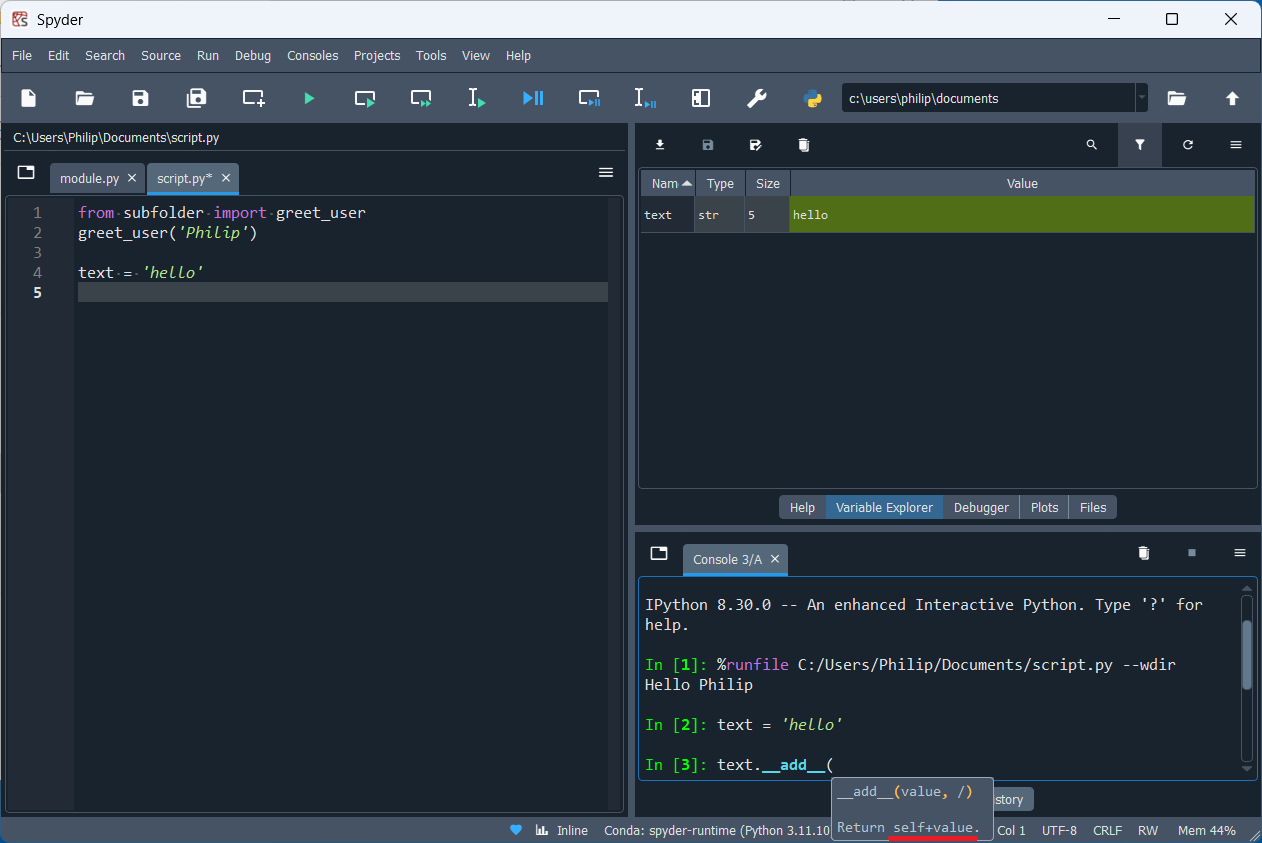 Spyder
File Edit Search Source Run Debug Consoles Projects Tools View Help
c:\users\philip\documents
C:\Users\Philip\Documents\script.py
module.py
script.py*
1 from subfolder import greet_user
2 greet_user('Philip')
3
4 text = 'hello'
5
Nam Type Size Value
text str 5 hello
Help Variable Explorer Debugger Plots Files
Console 3/A
IPython 8.30.0 -- An enhanced Interactive Python. Type '?' for
help.
In [1]: %runfile C:/Users/Philip/Documents/script.py --wdir
Hello Philip
In [2]: text = 'hello'
In [3]: text.__add__(
__add__(value, /)
Return self+value.
istory
Inline Conda: spyder-runtime (Python 3.11.10 Col 1 UTF-8 CRLF RW Mem 44%